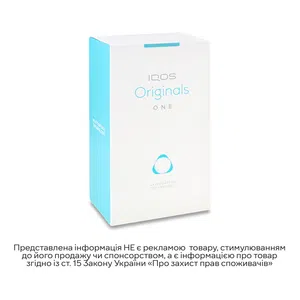 IQOS
Originals
ONE
Представлена інформація НЕ є рекламою товару, стимулюванням
до його продажу чи спонсорством, а є інформацією про товар
згідно із ст. 15 Закону України «Про захист прав споживачів»